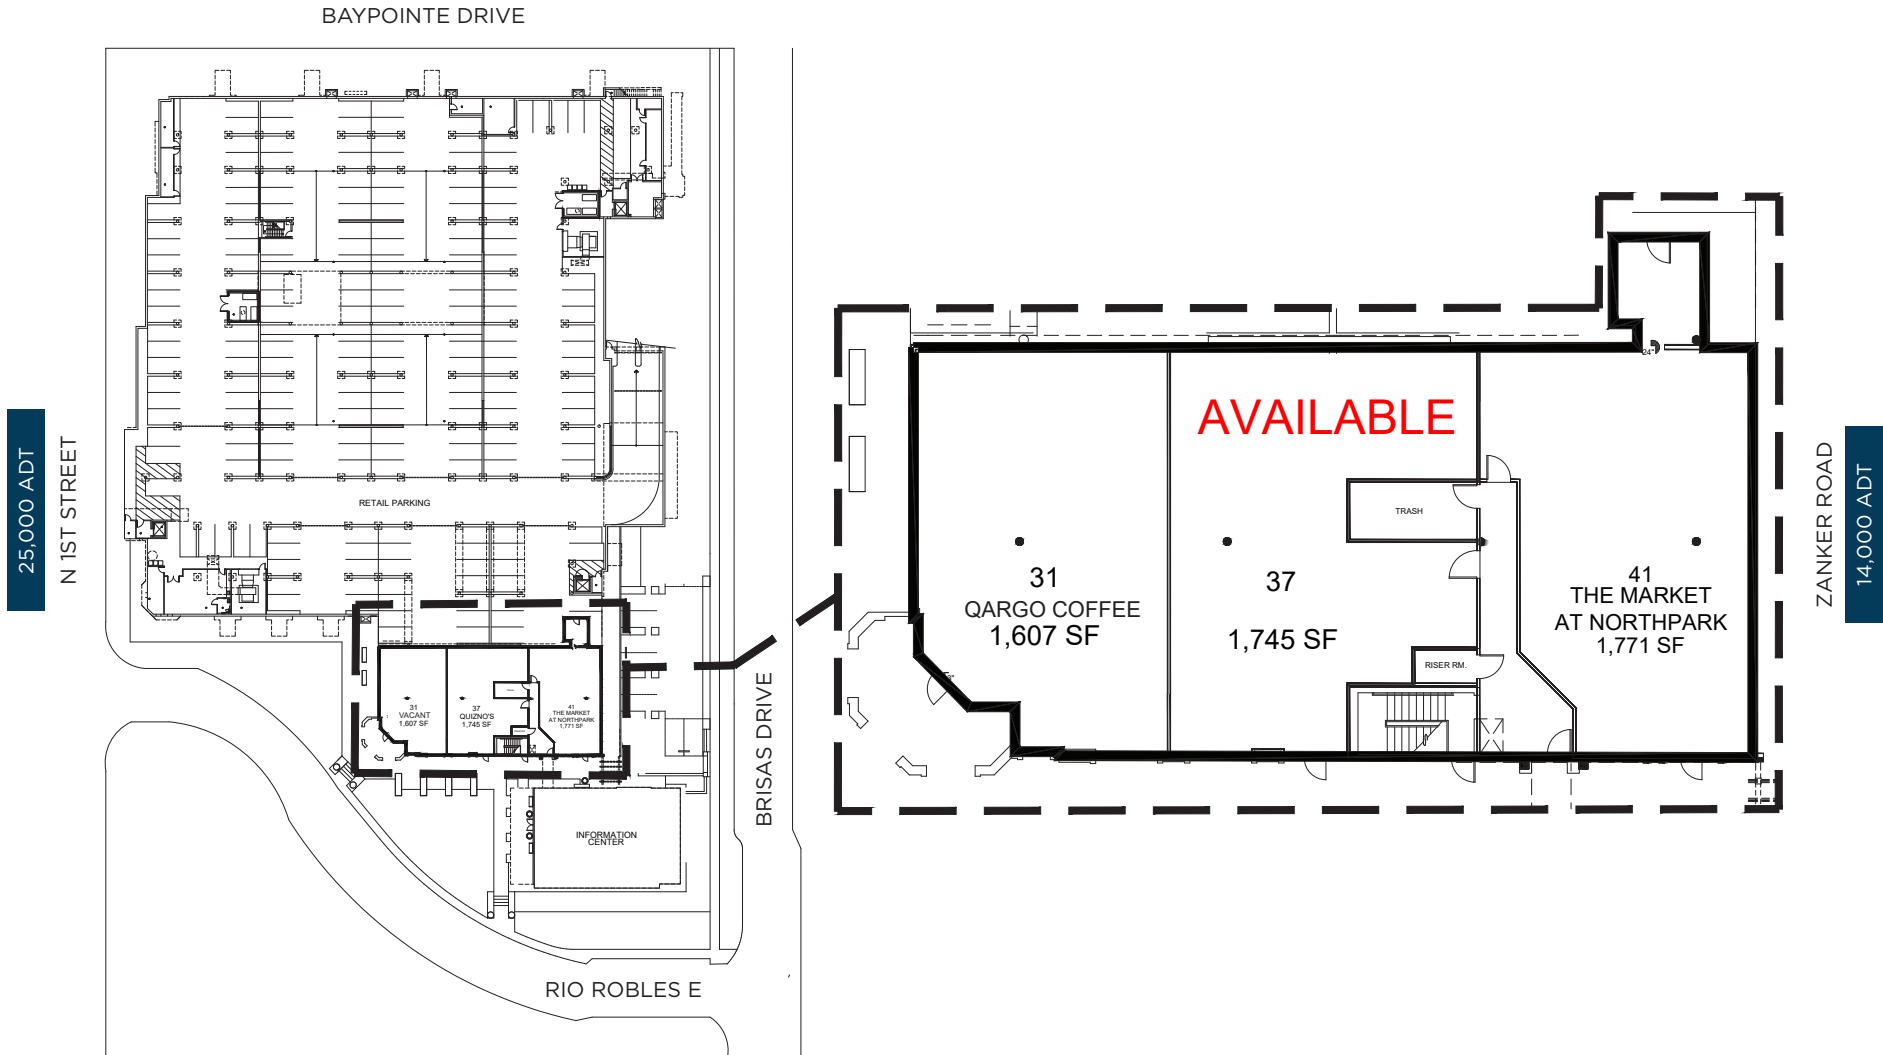 BAYPOINTE DRIVE
25,000 ADT
N 1ST STREET
RETAIL PARKING
31
VACANT
1,607 SF
37
QUIZNO'S
1,745 SF
41
THE MARKET
AT NORTHPARK
1,771 SF
INFORMATION
CENTER
BRISAS DRIVE
RIO ROBLES E
AVAILABLE
24"
TRASH
31
QARGO COFFEE
1,607 SF
37
1,745 SF
RISER RM.
41
THE MARKET
AT NORTHPARK
1,771 SF
ZANKER ROAD
14,000 ADT